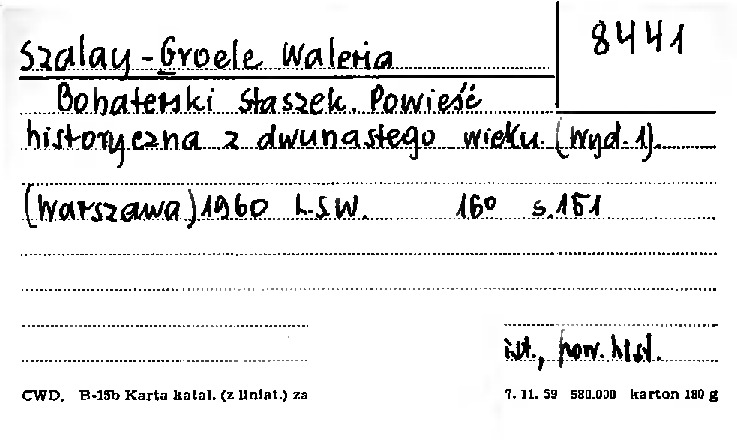 8441
Szalay-Groele Waleria
Bohaterski Staszek. Powieść
historyczna z dwunastego wieku. (Wyd. 1).
(Warszawa) 1960 L.S.W. 16° s. 151
ist., pow. hist.
CWD. B-15b Karta katal. (z liniat.) za
7. 11. 59 580.000 karton 180 g